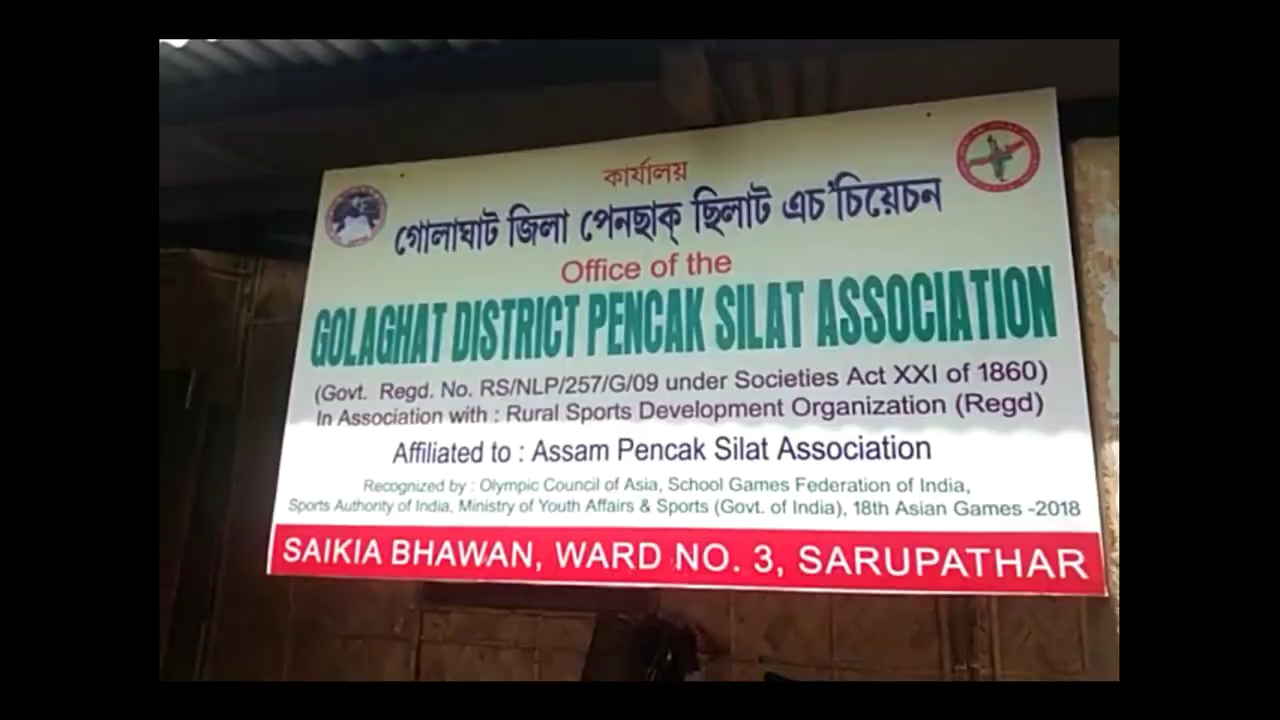 কাৰ্যালয়
গোলাঘাট জিলা পেনছাক্ ছিলাট এচ'চিয়েচন
Office of the
GOLAGHAT DISTRICT PENCAK SILAT ASSOCIATION
(Govt. Regd. No. RS/NLP/257/G/09 under Societies Act XXI of 1860)
In Association with : Rural Sports Development Organization (Regd)
Affiliated to : Assam Pencak Silat Association
Recognized by : Olympic Council of Asia, School Games Federation of India,
Sports Authority of India, Ministry of Youth Affairs & Sports (Govt. of India), 18th Asian Games -2018
SAIKIA BHAWAN, WARD NO. 3, SARUPATHAR